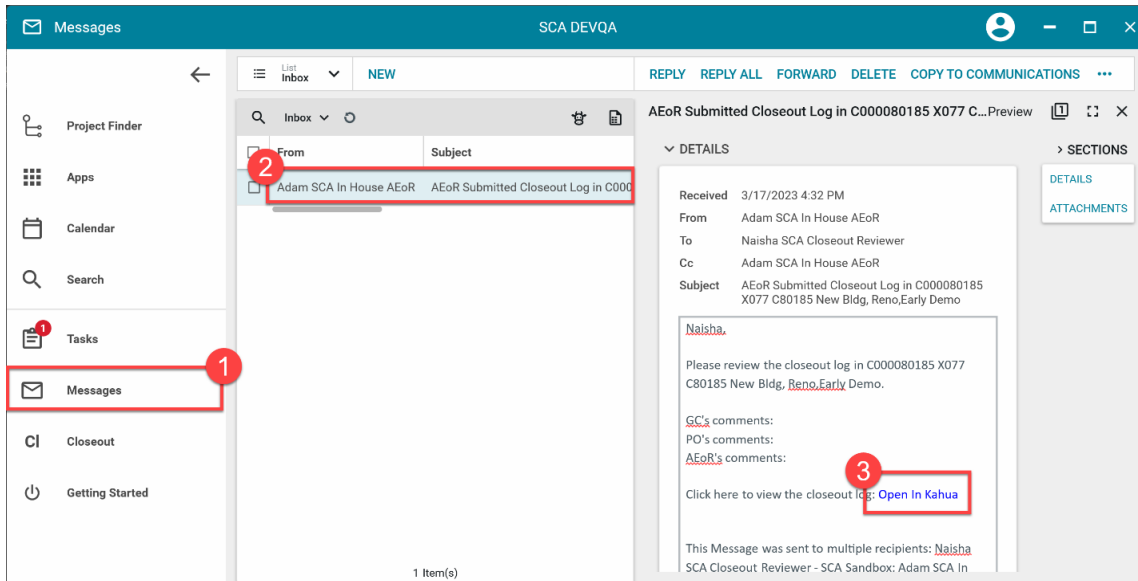 Messages
SCA DEVQA
Project Finder
Apps
Calendar
Search
1
Tasks
1
Messages
Cl Closeout
Getting Started
List
Inbox
NEW
Inbox
From Subject
2
Adam SCA In House AEoR AEoR Submitted Closeout Log in C000
1 Item(s)
REPLY REPLY ALL FORWARD DELETE COPY TO COMMUNICATIONS
AEoR Submitted Closeout Log in C000080185 X077 C...Preview 1
DETAILS
SECTIONS
DETAILS
ATTACHMENTS
Received 3/17/2023 4:32 PM
From Adam SCA In House AEoR
To Naisha SCA Closeout Reviewer
Cc Adam SCA In House AEoR
Subject AEoR Submitted Closeout Log in C000080185
X077 C80185 New Bldg, Reno,Early Demo
Naisha,
Please review the closeout log in C000080185 X077
C80185 New Bldg, Reno,Early Demo.
GC's comments:
PO's comments:
AEoR's comments:
3
Click here to view the closeout log: Open In Kahua
This Message was sent to multiple recipients: Naisha
SCA Closeout Reviewer - SCA Sandbox: Adam SCA In